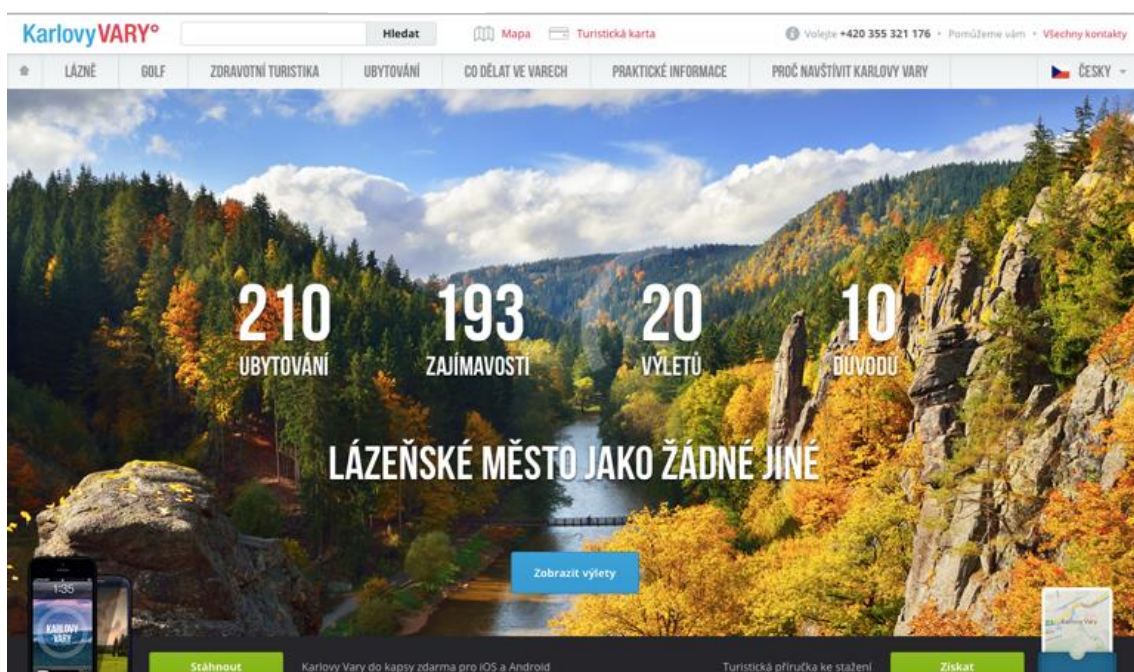 KarlovyVARY°
Hledat
Mapa
Turistická karta
Volejte +420 355 321 176 • Pomůžeme vám • Všechny kontakty
LÁZNĚ
GOLF
ZDRAVOTNÍ TURISTIKA
UBYTOVÁNÍ
CO DĚLAT VE VARECH
PRAKTICKÉ INFORMACE
PROČ NAVŠTÍVIT KARLOVY VARY
ČESKY
210
UBYTOVÁNÍ
193
ZAJÍMAVOSTÍ
20
VÝLETŮ
10
DŮVODŮ
LÁZEŇSKÉ MĚSTO JAKO ŽÁDNÉ JINÉ
Zobrazit výlety
1:35
KARLOVY
VARY
Karlovy Vary
Stáhnout
Karlovy Vary do kapsy zdarma pro iOS a Android
Turistická příručka ke stažení
Získat